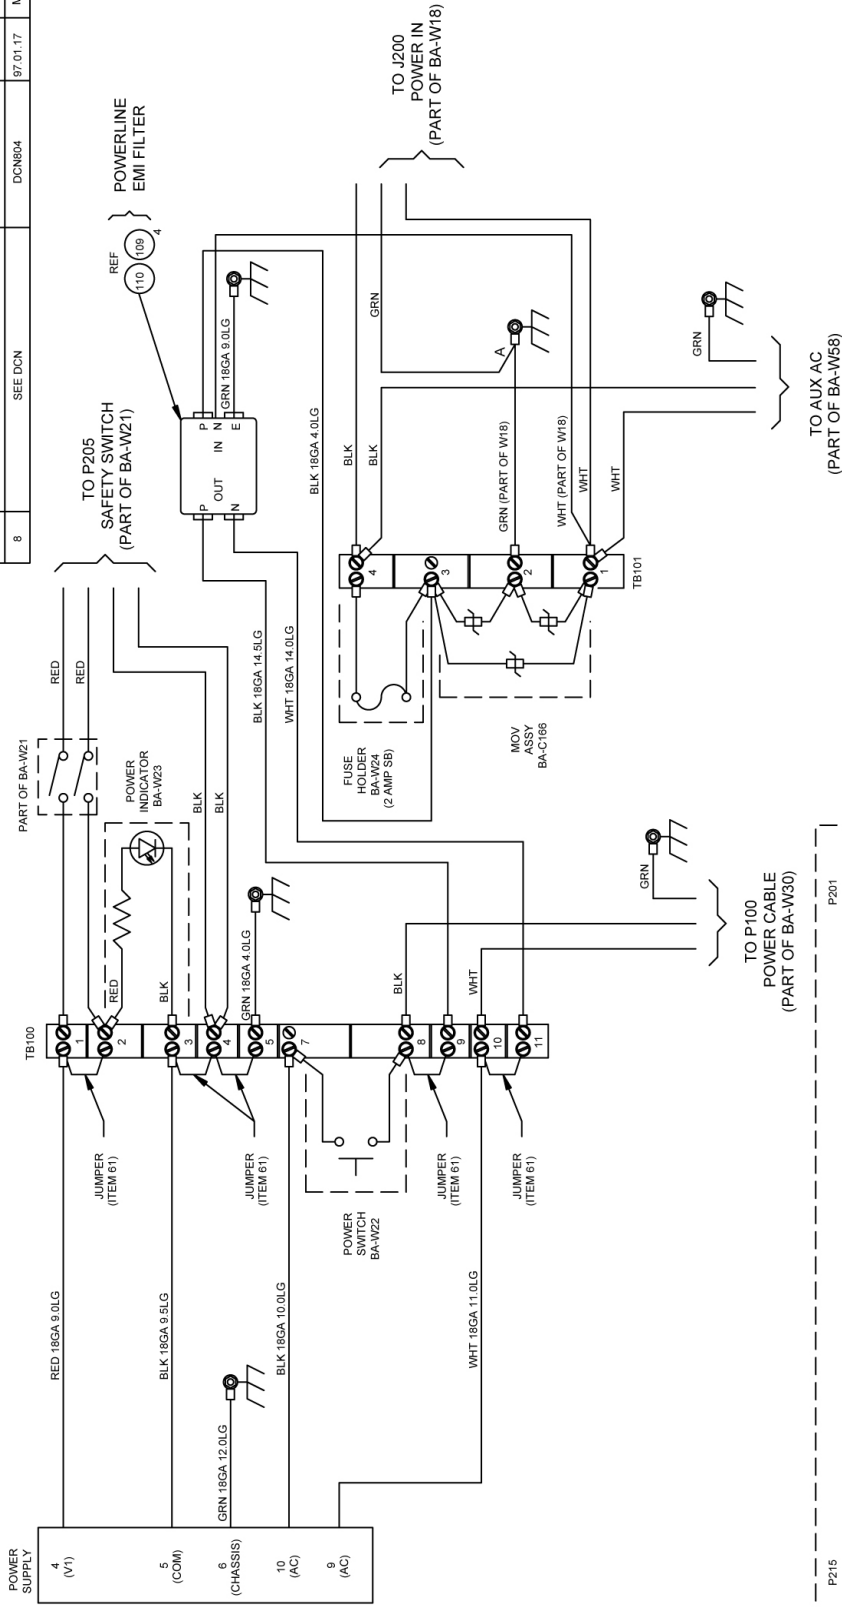 8
SEE DCN
DCN804
97.01.17
TO P205
SAFETY SWITCH
(PART OF BA-W21)
REF
110
109
4
POWERLINE
EMI FILTER
TO J200
POWER IN
(PART OF BA-W18)
PART OF BA-W21
RED
RED
POWER
INDICATOR
BA-W23
BLK
BLK
BLK 18GA 14.5LG
WHT 18GA 14.0LG
P
OUT
N
P
N
IN
E
GRN 18GA 9.0LG
BLK 18GA 4.0LG
BLK
BLK
GRN
A
GRN (PART OF W18)
WHT (PART OF W18)
WHT
WHT
GRN
TO AUX AC
(PART OF BA-W58)
4
3
2
1
TB101
FUSE
HOLDER
BA-W24
(2 AMP SB)
MOV
ASSY
BA-C166
TB100
RED
BLK
GRN 18GA 4.0LG
BLK
WHT
GRN
TO P100
POWER CABLE
(PART OF BA-W30)
1
2
3
4
5
7
8
9
10
11
JUMPER
(ITEM 61)
JUMPER
(ITEM 61)
POWER
SWITCH
BA-W22
JUMPER
(ITEM 61)
JUMPER
(ITEM 61)
RED 18GA 9.0LG
BLK 18GA 9.5LG
GRN 18GA 12.0LG
BLK 18GA 10.0LG
WHT 18GA 11.0LG
POWER
SUPPLY
4
(V1)
5
(COM)
6
(CHASSIS)
10
(AC)
9
(AC)
P215
P201